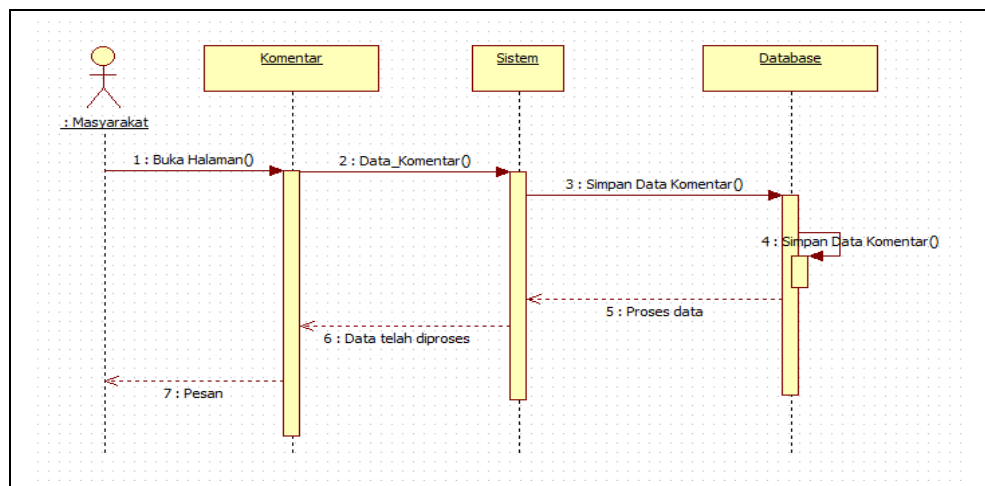 Komentar
Sistem
Database
: Masyarakat
1 : Buka Halaman()
2 : Data_Komentar()
3 : Simpan Data Komentar()
4 : Simpan Data Komentar()
5 : Proses data
6 : Data telah diproses
7 : Pesan